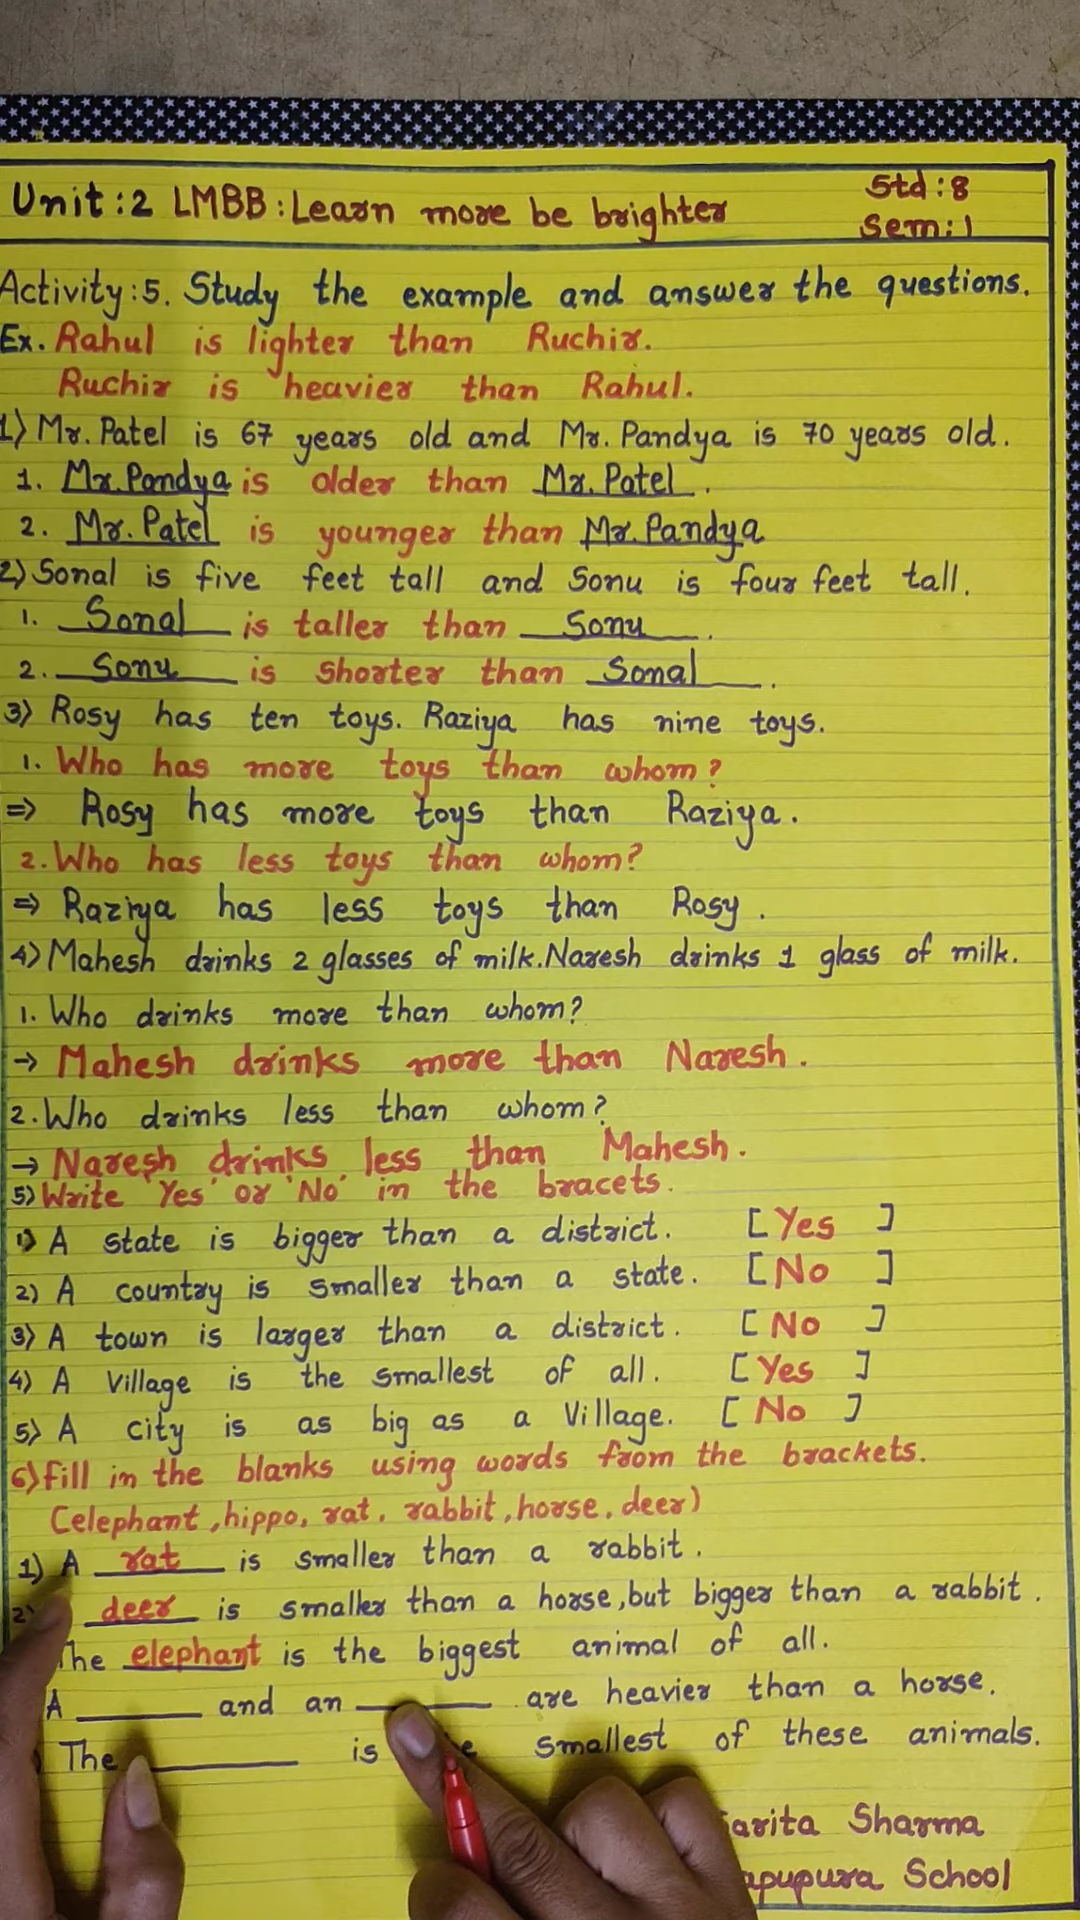 Unit:2 LMBB:Learn more be brighter
Std:8
Sem:1
Activity:5. Study the example and answer the questions.
Ex. Rahul is lighter than Ruchir.
Ruchir is heavier than Rahul.
1) Mr. Patel is 67 years old and Mr. Pandya is 70 years old.
1. Mr. Pandya is older than Mr. Patel.
2. Mr. Patel is younger than Mr. Pandya
2) Sonal is five feet tall and Sonu is four feet tall.
1. Sonal is taller than Sonu.
2. Sonu is shorter than Sonal.
3) Rosy has ten toys. Raziya has nine toys.
1. Who has more toys than whom?
⇒ Rosy has more toys than Raziya.
2. Who has less toys than whom?
⇒ Raziya has less toys than Rosy.
4) Mahesh drinks 2 glasses of milk. Naresh drinks 1 glass of milk.
1. Who drinks more than whom?
→ Mahesh drinks more than Naresh.
2. Who drinks less than whom?
→ Naresh drinks less than Mahesh.
5) Write 'Yes' or 'No' in the bracets.
1) A state is bigger than a district. [ Yes ]
2) A country is smaller than a state. [ No ]
3) A town is larger than a district. [ No ]
4) A Village is the smallest of all. [ Yes ]
5) A city is as big as a Village. [ No ]
6) Fill in the blanks using words from the brackets.
(elephant, hippo, rat, rabbit, horse, deer)
1) A rat is smaller than a rabbit.
2) deer is smaller than a horse, but bigger than a rabbit.
The elephant is the biggest animal of all.
A ______ and an ______ are heavier than a horse.
) The ______ is smallest of these animals.
Sharma
School